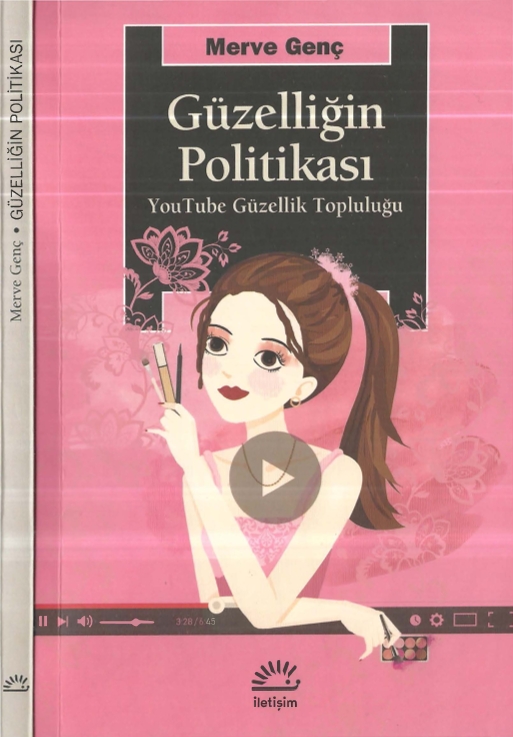 Merve Genç • GÜZELLİĞİN POLİTİKASI
Merve Genç
Güzelliğin
Politikası
YouTube Güzellik Topluluğu
3:28 / 6:45
iletişim